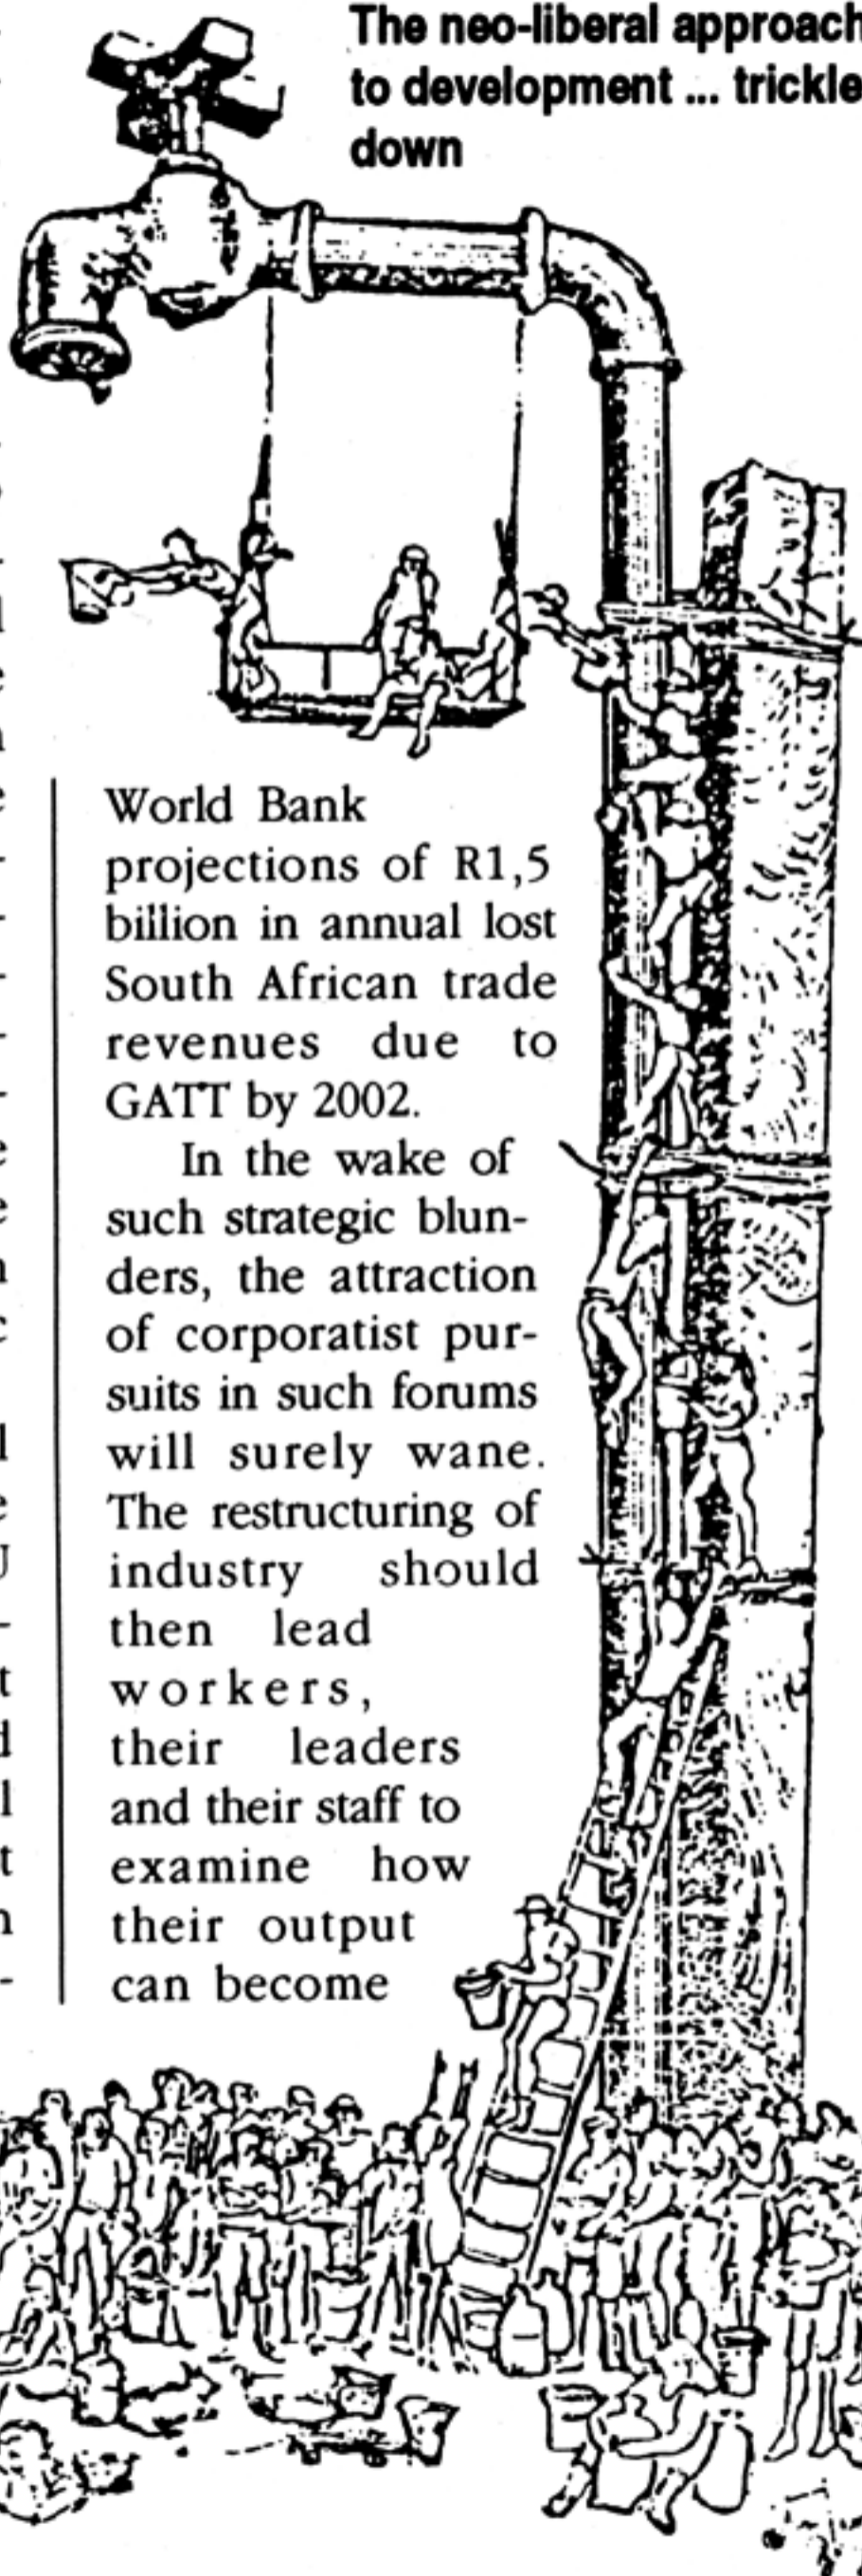 The neo-liberal approach
to development ... trickle
down
World Bank
projections of R1,5
billion in annual lost
South African trade
revenues due to
GATT by 2002.
In the wake of
such strategic blun-
ders, the attraction
of corporatist pur-
suits in such forums
will surely wane.
The restructuring of
industry should
then lead
workers,
their leaders
and their staff to
examine how
their output
can become